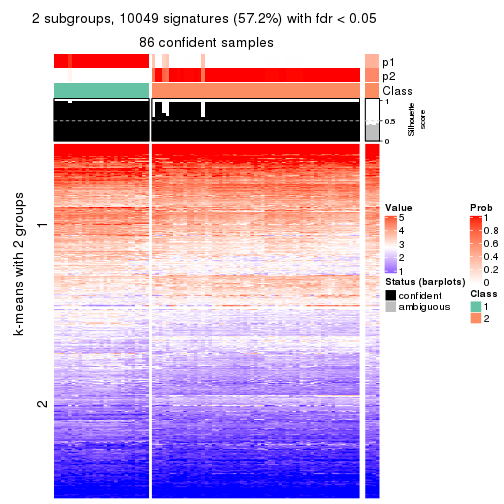 2 subgroups, 10049 signatures (57.2%) with fdr < 0.05
86 confident samples
p1
p2
Class
1
0.5
0
Silhouette
score
k-means with 2 groups
1
2
Value
5
4
3
2
1
Status (barplots)
confident
ambiguous
Prob
1
0.8
0.6
0.4
0.2
0
Class
1
2